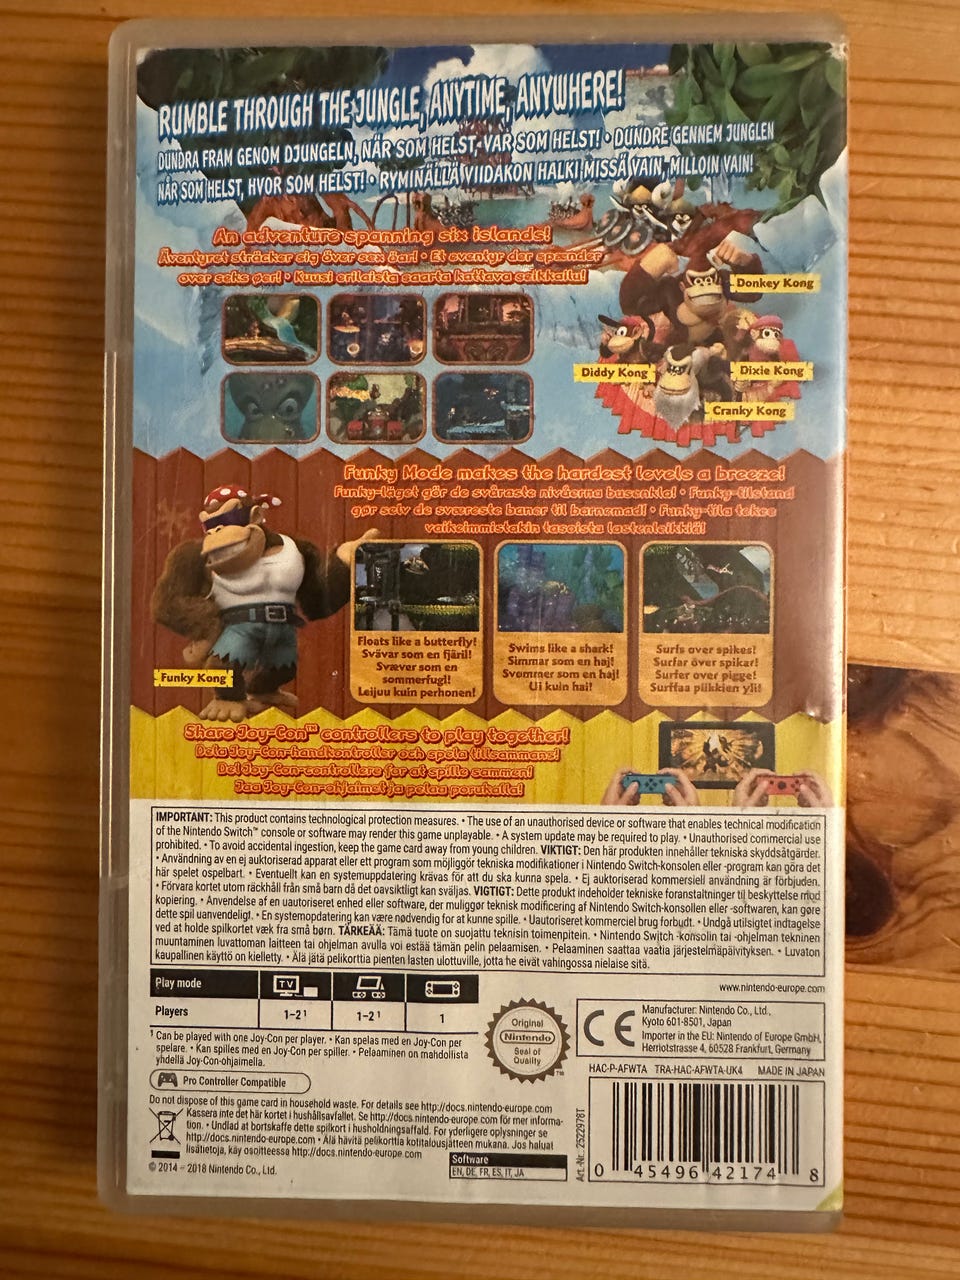 RUMBLE THROUGH THE JUNGLE, ANYTIME, ANYWHERE!
DUNDRA FRAM GENOM DJUNGELN, NÄR SOM HELST, VAR SOM HELST! • DUNDRE GENNEM JUNGLEN
NÅR SOM HELST, HVOR SOM HELST! • RYMINÄLLÄ VIIDAKON HALKI MISSÄ VAIN, MILLOIN VAIN!
An adventure spanning six islands!
Äventyret sträcker sig över sex öar! • Et eventyr der spænder
over seks øer! • Kuusi erilaista saarta kattava seikkailu!
Donkey Kong
Diddy Kong
Dixie Kong
Cranky Kong
Funky Mode makes the hardest levels a breeze!
Funky-läget gör de svåraste nivåerna busenkla! • Funky-tilstand
gør selv de sværeste baner til barnemad! • Funky-tila tekee
vaikeimmistakin tasoista lastenleikkiä!
Floats like a butterfly!
Svävar som en fjäril!
Svæver som en
sommerfugl!
Leijuu kuin perhonen!
Swims like a shark!
Simmar som en haj!
Svømmer som en haj!
Ui kuin hai!
Surfs over spikes!
Surfar över spikar!
Surfer over pigge!
Surffaa piikkien yli!
Funky Kong
Share Joy-Con™ controllers to play together!
Dela Joy-Con-handkontroller och spela tillsammans!
Del Joy-Con-controllere for at spille sammen!
Jaa Joy-Con-ohjaimet ja pelaa porukalla!
IMPORTANT: This product contains technological protection measures. • The use of an unauthorised device or software that enables technical modification
of the Nintendo Switch™ console or software may render this game unplayable. • A system update may be required to play. • Unauthorised commercial use
prohibited. • To avoid accidental ingestion, keep the game card away from young children. VIKTIGT: Den här produkten innehåller tekniska skyddsåtgärder.
• Användning av en ej auktoriserad apparat eller ett program som möjliggör tekniska modifikationer i Nintendo Switch-konsolen eller -program kan göra det
här spelet ospelbart. • Eventuellt kan en systemuppdatering krävas för att du ska kunna spela. • Ej auktoriserad kommersiell användning är förbjuden.
• Förvara kortet utom räckhåll från små barn då det oavsiktligt kan sväljas. VIGTIGT: Dette produkt indeholder tekniske foranstaltninger til beskyttelse mod
kopiering. • Anvendelse af en uautoriseret enhed eller software, der muliggør teknisk modificering af Nintendo Switch-konsollen eller -softwaren, kan gøre
dette spil uanvendeligt. • En systemopdatering kan være nødvendig for at kunne spille. • Uautoriseret kommerciel brug forbudt. • Undgå utilsigtet indtagelse
ved at holde spilkortet væk fra små børn. TÄRKEÄÄ: Tämä tuote on suojattu teknisin toimenpitein. • Nintendo Switch -konsolin tai -ohjelman tekninen
muuntaminen luvattoman laitteen tai ohjelman avulla voi estää tämän pelin pelaamisen. • Pelaaminen saattaa vaatia järjestelmäpäivityksen. • Luvaton
kaupallinen käyttö on kielletty. • Älä jätä pelikorttia pienten lasten ulottuville, jotta he eivät vahingossa nielaise sitä.
www.nintendo-europe.com
Play mode TV
Players 1-2¹ 1-2¹ 1
¹ Can be played with one Joy-Con per player. • Kan spelas med en Joy-Con per
spelare. • Kan spilles med en Joy-Con per spiller. • Pelaaminen on mahdollista
yhdellä Joy-Con-ohjaimella.
Pro Controller Compatible
Original
Nintendo
Seal of
Quality
™
CE
Manufacturer: Nintendo Co., Ltd.,
Kyoto 601-8501, Japan
Importer in the EU: Nintendo of Europe GmbH,
Herriotstrasse 4, 60528 Frankfurt, Germany
HAC-P-AFWTA TRA-HAC-AFWTA-UK4 MADE IN JAPAN
Do not dispose of this game card in household waste. For details see http://docs.nintendo-europe.com
Kassera inte det här kortet i hushållsavfallet. Se http://docs.nintendo-europe.com för mer informa-
tion. • Undlad at bortskaffe dette spilkort i husholdningsaffald. For yderligere oplysninger se
http://docs.nintendo-europe.com • Älä hävitä pelikorttia kotitalousjätteen mukana. Jos haluat
lisätietoja, käy osoitteessa http://docs.nintendo-europe.com
© 2014 – 2018 Nintendo Co., Ltd.
Software
EN, DE, FR, ES, IT, JA
Art.-Nr.: 2522978T
0 45496 42174 8